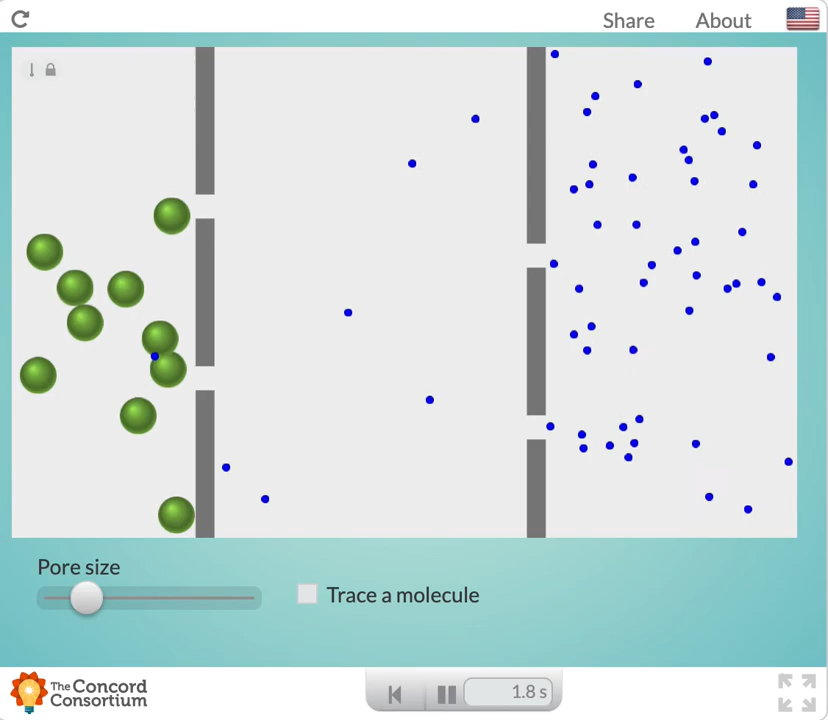 Share About
Pore size
Trace a molecule
The Concord
Consortium
1.8 s